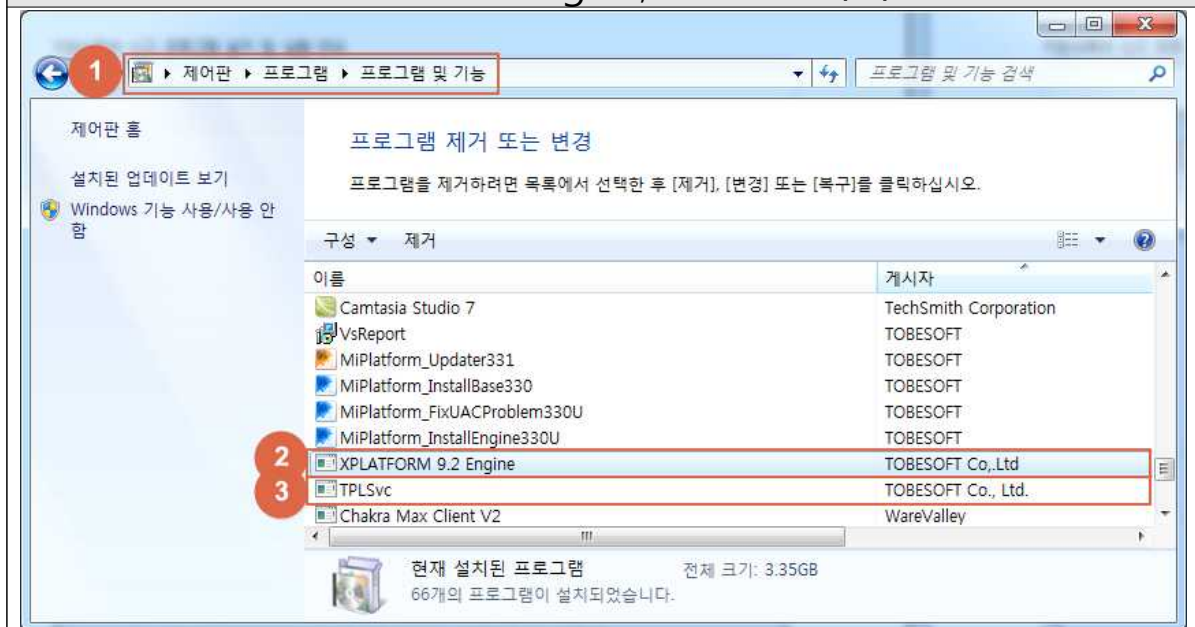 1
제어판 ▸ 프로그램 ▸ 프로그램 및 기능
프로그램 및 기능 검색
제어판 홈
설치된 업데이트 보기
Windows 기능 사용/사용 안
함
프로그램 제거 또는 변경
프로그램을 제거하려면 목록에서 선택한 후 [제거], [변경] 또는 [복구]를 클릭하십시오.
구성 제거
이름 게시자
Camtasia Studio 7 TechSmith Corporation
VsReport TOBESOFT
MiPlatform_Updater331 TOBESOFT
MiPlatform_InstallBase330 TOBESOFT
MiPlatform_FixUACProblem330U TOBESOFT
MiPlatform_InstallEngine330U TOBESOFT
2 XPLATFORM 9.2 Engine TOBESOFT Co,.Ltd
3 TPLSvc TOBESOFT Co., Ltd.
Chakra Max Client V2 WareValley
현재 설치된 프로그램 전체 크기: 3.35GB
66개의 프로그램이 설치되었습니다.